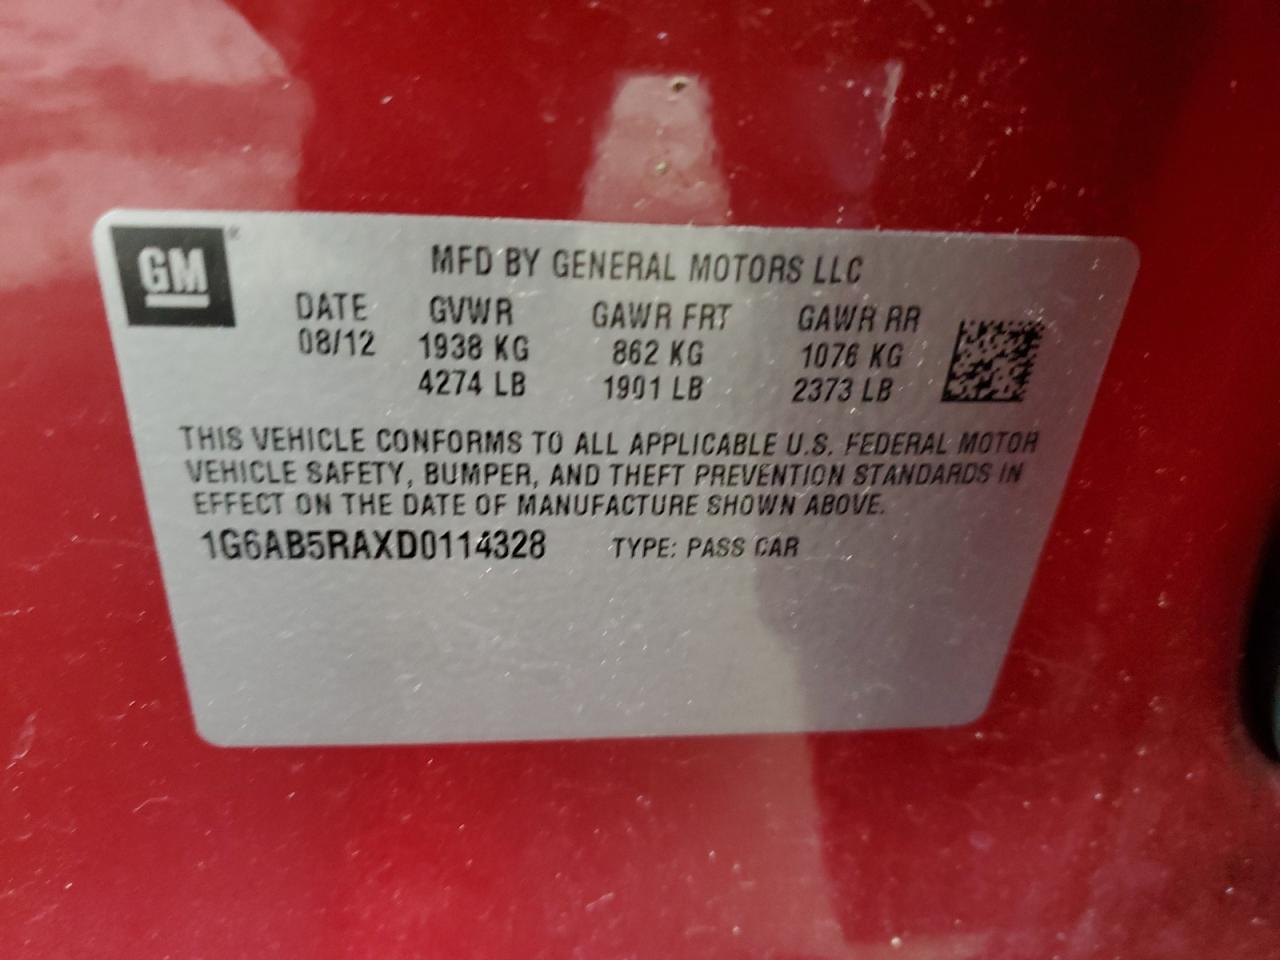 GM
MFD BY GENERAL MOTORS LLC
DATE GVWR GAWR FRT GAWR RR
08/12 1938 KG 862 KG 1076 KG
4274 LB 1901 LB 2373 LB
THIS VEHICLE CONFORMS TO ALL APPLICABLE U.S. FEDERAL MOTOR
VEHICLE SAFETY, BUMPER, AND THEFT PREVENTION STANDARDS IN
EFFECT ON THE DATE OF MANUFACTURE SHOWN ABOVE.
1G6AB5RAXD0114328 TYPE: PASS CAR